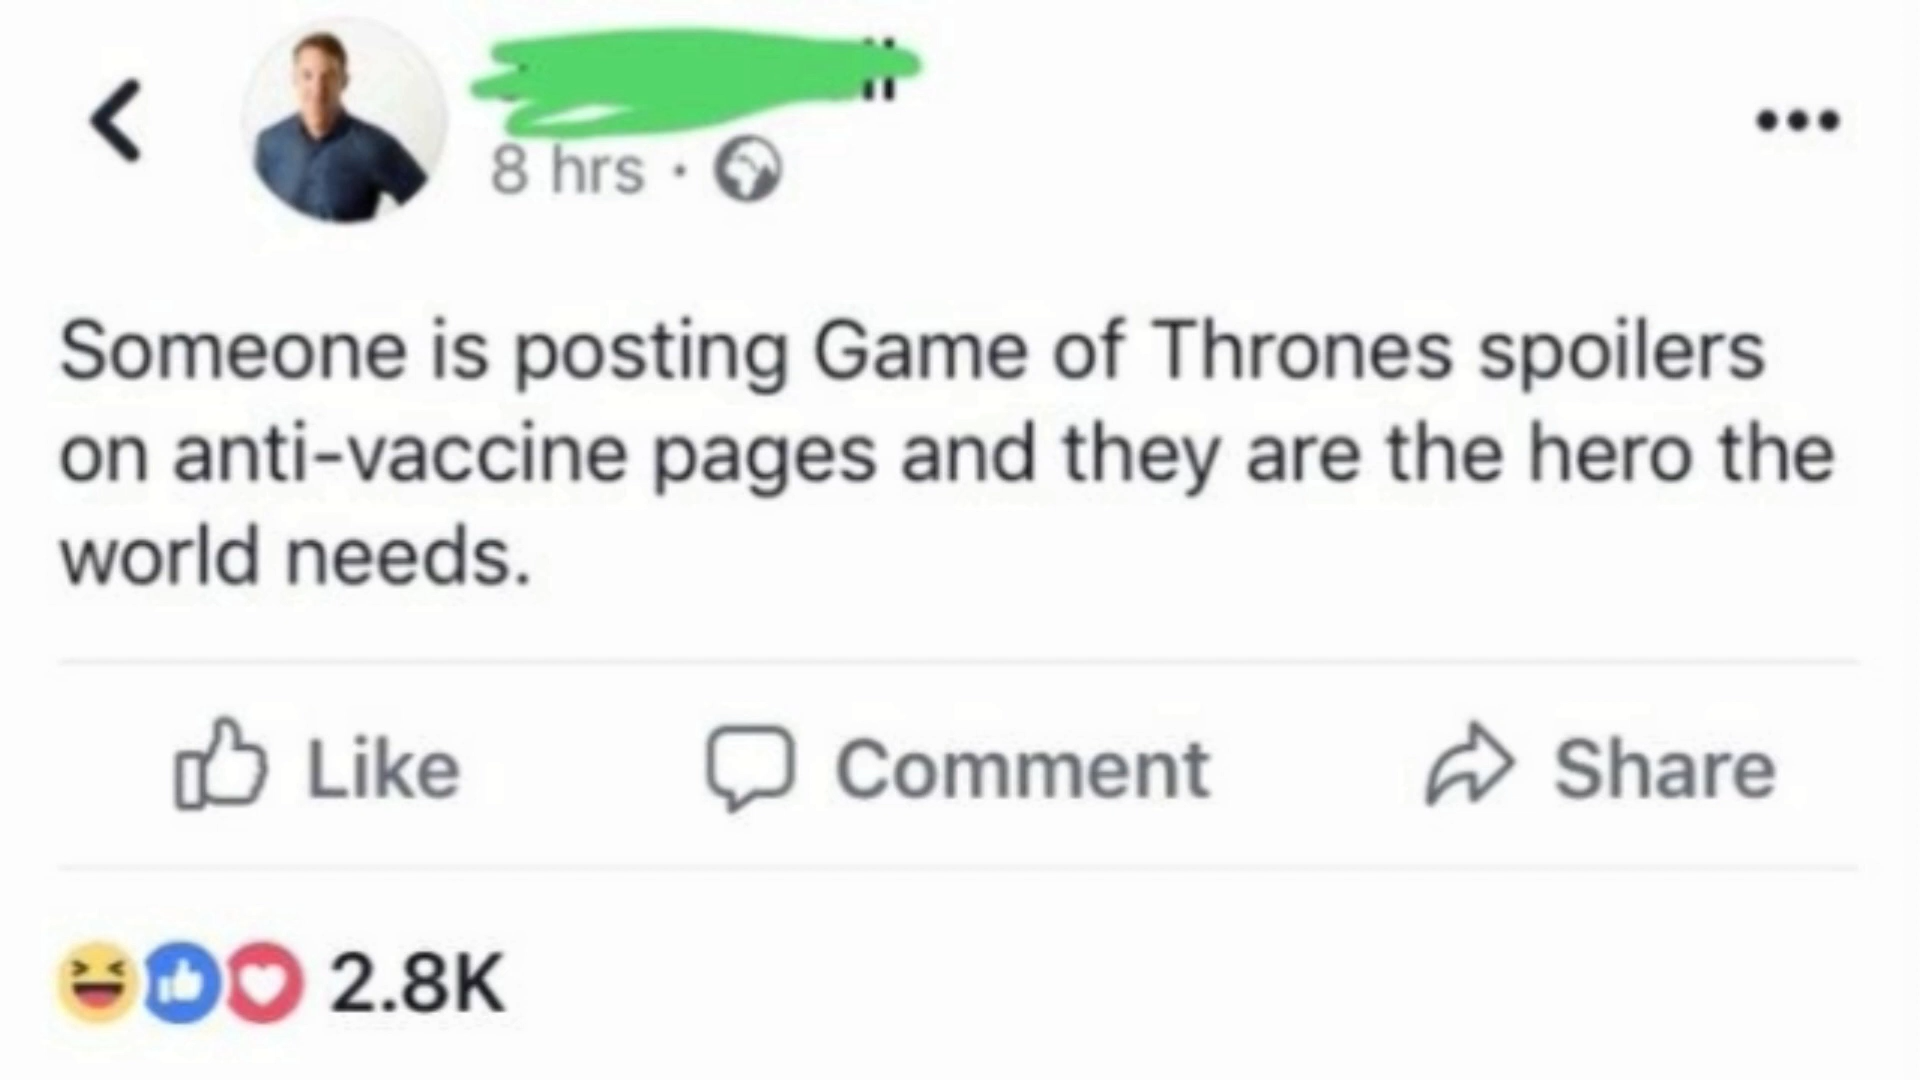 8 hrs ·
Someone is posting Game of Thrones spoilers
on anti-vaccine pages and they are the hero the
world needs.
Like Comment Share
2.8K